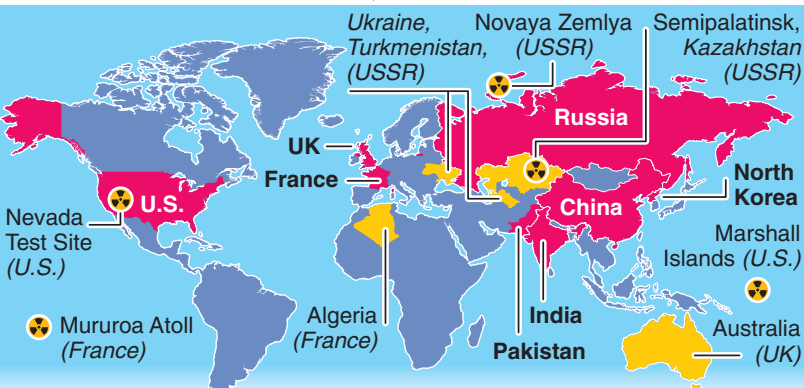 Ukraine,
Turkmenistan,
(USSR)
Novaya Zemlya
(USSR)
Semipalatinsk,
Kazakhstan
(USSR)
Russia
UK
France
U.S.
North
Korea
China
Nevada
Test Site
(U.S.)
Marshall
Islands (U.S.)
Mururoa Atoll
(France)
Algeria
(France)
India
Pakistan
Australia
(UK)